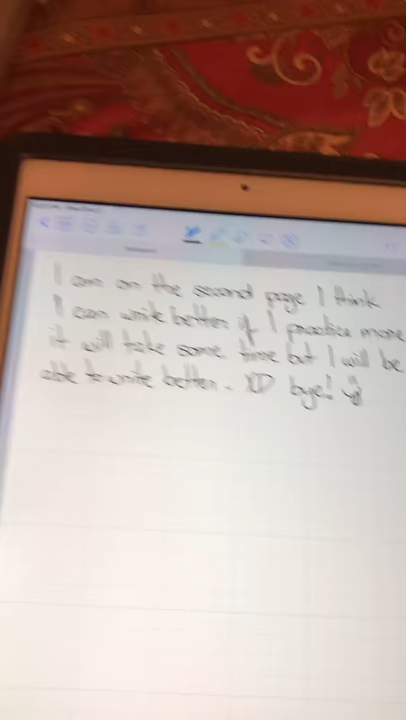 I am on the second page I think
I can write better if I practice more
it will take some time but I will be
able to write better. XD bye!